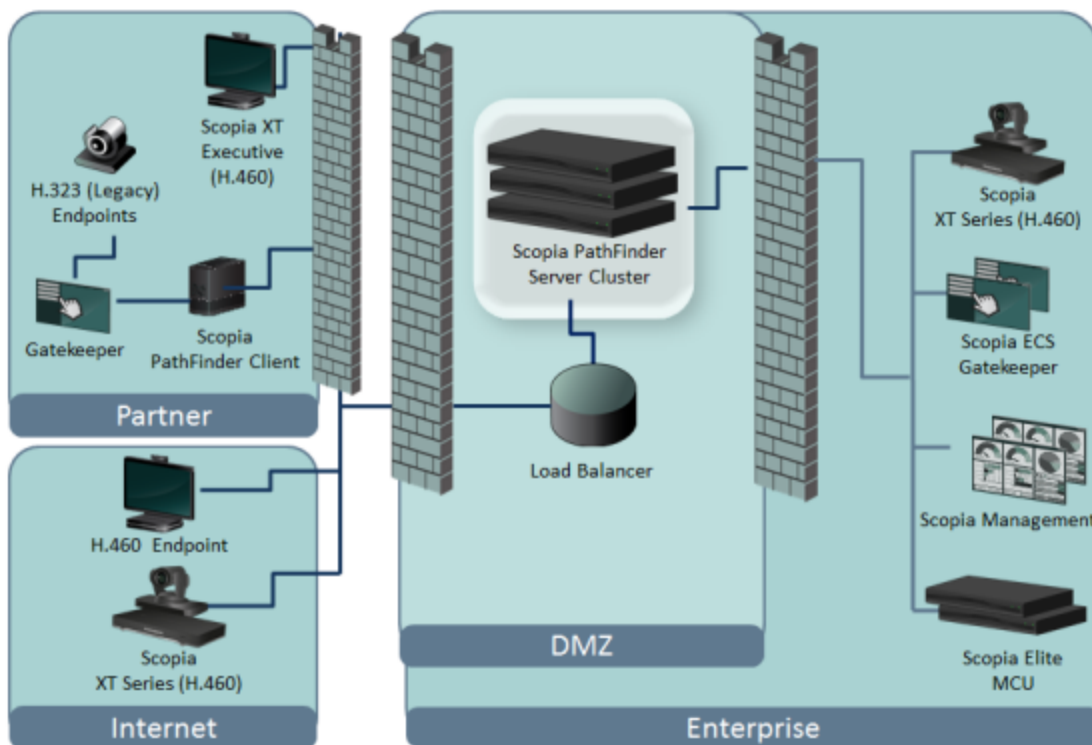 Scopia XT
Executive
(H.460)
H.323 (Legacy)
Endpoints
Gatekeeper
Scopia
PathFinder Client
Partner
H.460 Endpoint
Scopia
XT Series (H.460)
Internet
Scopia PathFinder
Server Cluster
Load Balancer
DMZ
Scopia
XT Series (H.460)
Scopia ECS
Gatekeeper
Scopia Management
Scopia Elite
MCU
Enterprise